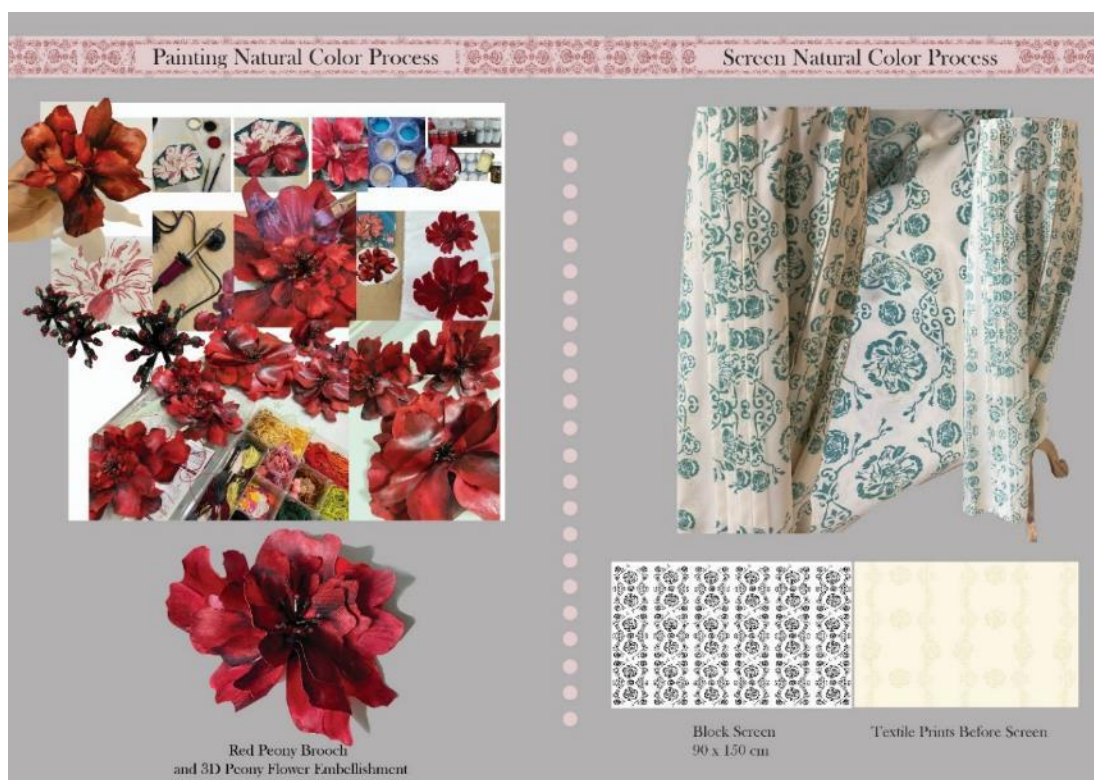 Painting Natural Color Process
Screen Natural Color Process
Red Peony Brooch
and 3D Peony Flower Embellishment
Block Screen
90 x 150 cm
Textile Prints Before Screen